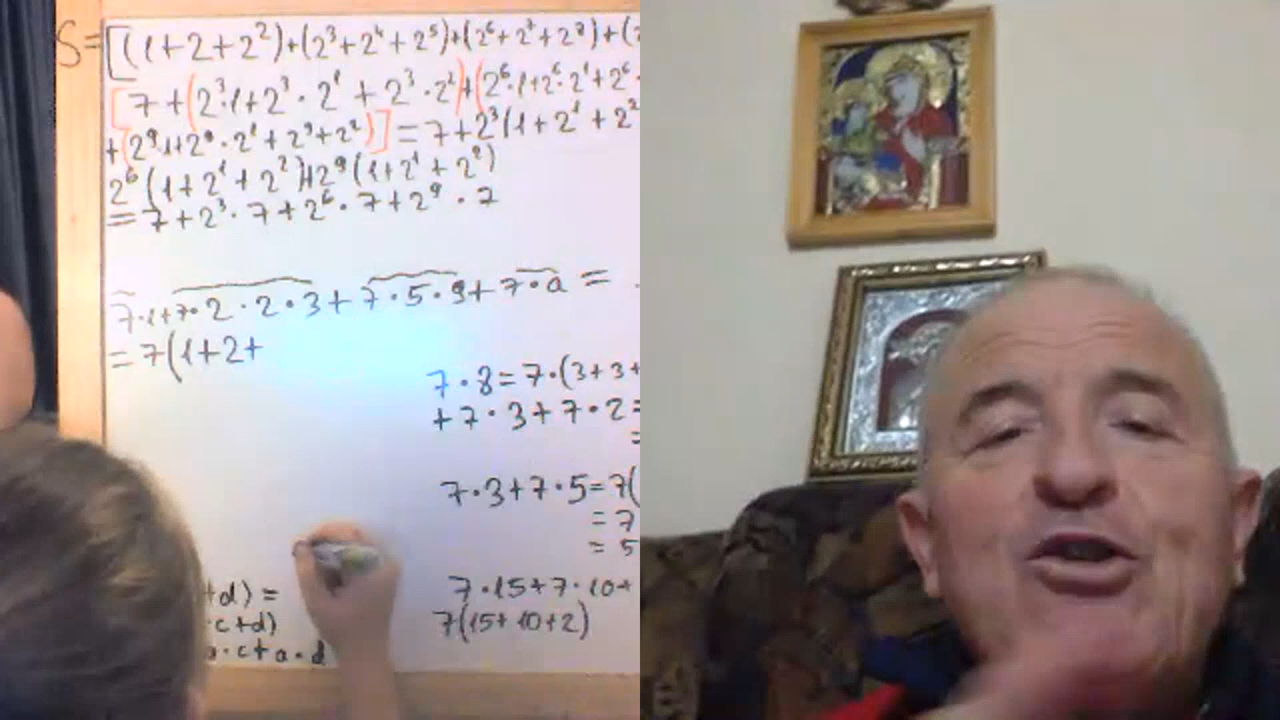 S=[(1+2+2²)+(2³+2⁴+2⁵)+(2⁶+2⁷+2⁸)+(2
[7+(2³·1+2³·2¹+2³·2²)+(2⁶·1+2⁶·2¹+2⁶·
+(2⁹·1+2⁹·2¹+2⁹+2²)]=7+2³(1+2¹+2²
2⁶(1+2¹+2²)+2⁹(1+2¹+2²)
=7+2³·7+2⁶·7+2⁹·7
7·1+7·2·2·3+7·5·9+7·a=
=7(1+2+
7·8=7·(3+3+
+7·3+7·2=
=
7·3+7·5=7(
=7
=5
+d)=
·c+d)
·c+a·d
7·15+7·10+
7(15+10+2)